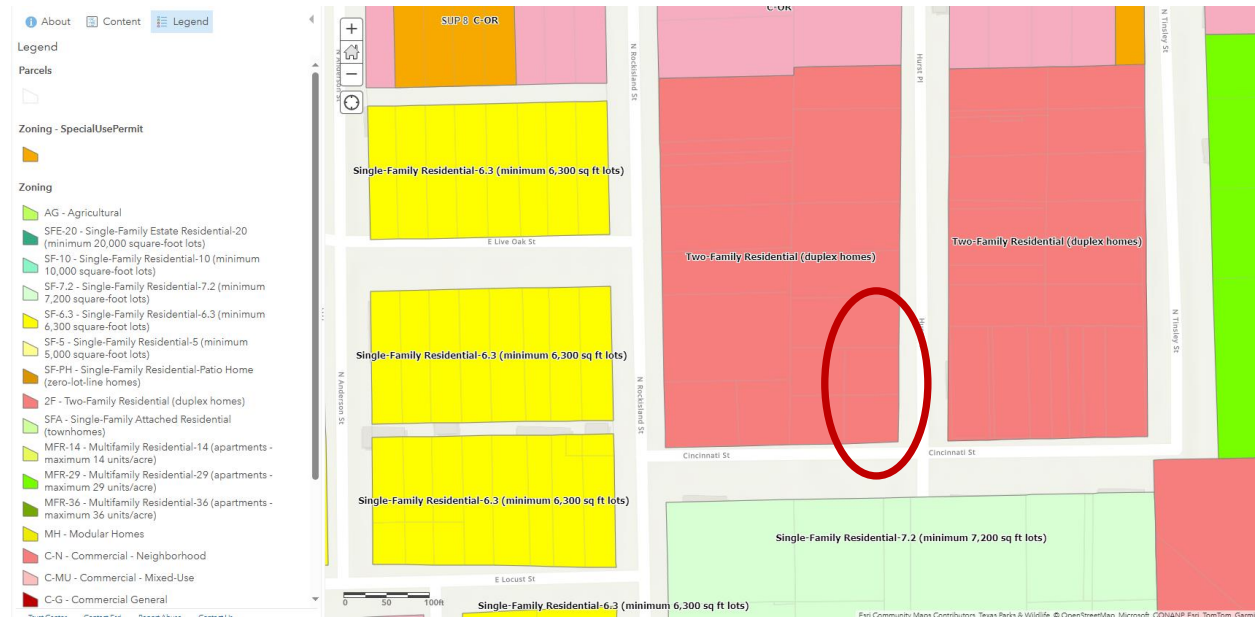 About
Content
Legend
Legend
Parcels
Zoning - SpecialUsePermit
Zoning
AG - Agricultural
SFE-20 - Single-Family Estate Residential-20
(minimum 20,000 square-foot lots)
SF-10 - Single-Family Residential-10 (minimum
10,000 square-foot lots)
SF-7.2 - Single-Family Residential-7.2 (minimum
7,200 square-foot lots)
SF-6.3 - Single-Family Residential-6.3 (minimum
6,300 square-foot lots)
SF-5 - Single-Family Residential-5 (minimum
5,000 square-foot lots)
SF-PH - Single-Family Residential-Patio Home
(zero-lot-line homes)
2F - Two-Family Residential (duplex homes)
SFA - Single-Family Attached Residential
(townhomes)
MFR-14 - Multifamily Residential-14 (apartments -
maximum 14 units/acre)
MFR-29 - Multifamily Residential-29 (apartments -
maximum 29 units/acre)
MFR-36 - Multifamily Residential-36 (apartments -
maximum 36 units/acre)
MH - Modular Homes
C-N - Commercial - Neighborhood
C-MU - Commercial - Mixed-Use
C-G - Commercial General
SUP 8 C-OR
C-OR
N Anderson St
N Rockisland St
Hurst Pl
N Tinsley St
Single-Family Residential-6.3 (minimum 6,300 sq ft lots)
E Live Oak St
Two-Family Residential (duplex homes)
Two-Family Residential (duplex homes)
N Tinsley St
Single-Family Residential-6.3 (minimum 6,300 sq ft lots)
N Anderson St
N Rockisland St
Cincinnati St
Cincinnati St
Single-Family Residential-6.3 (minimum 6,300 sq ft lots)
Single-Family Residential-7.2 (minimum 7,200 sq ft lots)
E Locust St
0 50 100ft
Single-Family Residential-6.3 (minimum 6,300 sq ft lots)
Esri Community Maps Contributors, Texas Parks & Wildlife, © OpenStreetMap, Microsoft, CONANP, Esri, TomTom, Garmi